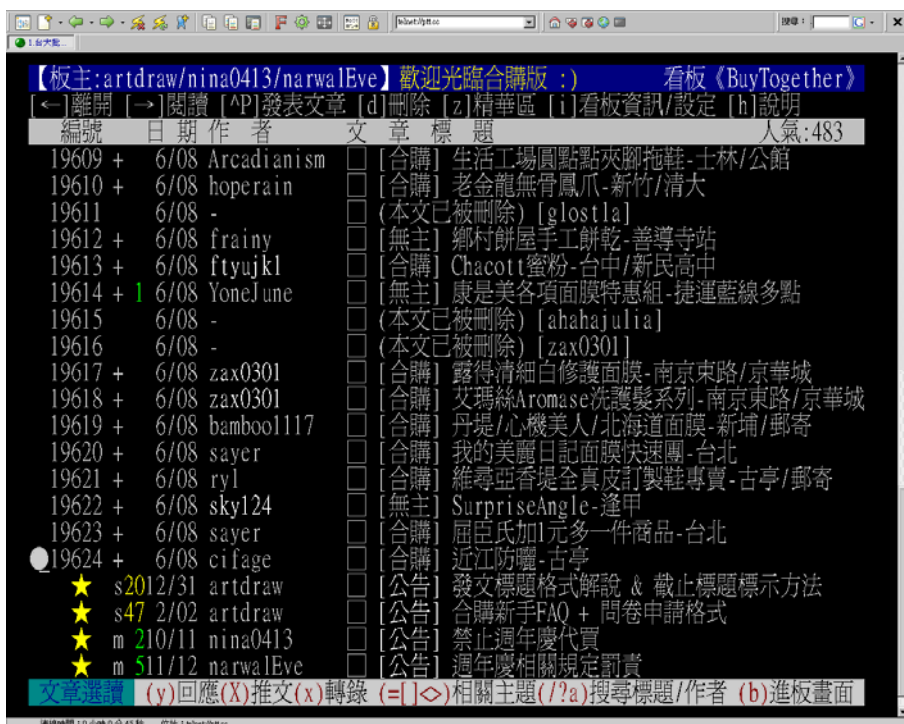 telnet://ptt.cc
搜尋：
1.台大批...
【板主:artdraw/nina0413/narwalEve】歡迎光臨合購版 :) 看板《BuyTogether》
[←]離開 [→]閱讀 [^P]發表文章 [d]刪除 [z]精華區 [i]看板資訊/設定 [h]說明
編號 日 期 作 者 文 章 標 題 人氣:483
19609 + 6/08 Arcadianism □ [合購] 生活工場圓點點夾腳拖鞋-士林/公館
19610 + 6/08 hoperain □ [合購] 老金龍無骨鳳爪-新竹/清大
19611 6/08 - □ (本文已被刪除) [glostla]
19612 + 6/08 frainy □ [無主] 鄉村餅屋手工餅乾-善導寺站
19613 + 6/08 ftyujkl □ [合購] Chacott蜜粉-台中/新民高中
19614 + 1 6/08 YoneJune □ [無主] 康是美各項面膜特惠組-捷運藍線多點
19615 6/08 - □ (本文已被刪除) [ahahajulia]
19616 6/08 - □ (本文已被刪除) [zax0301]
19617 + 6/08 zax0301 □ [合購] 露得清細白修護面膜-南京東路/京華城
19618 + 6/08 zax0301 □ [合購] 艾瑪絲Aromase洗護髮系列-南京東路/京華城
19619 + 6/08 bamboo1117 □ [合購] 丹堤/心機美人/北海道面膜-新埔/郵寄
19620 + 6/08 sayer □ [合購] 我的美麗日記面膜快速團-台北
19621 + 6/08 ryl □ [合購] 維尋亞香堤全真皮訂製鞋專賣-古亭/郵寄
19622 + 6/08 sky124 □ [無主] SurpriseAngle-逢甲
19623 + 6/08 sayer □ [合購] 屈臣氏加1元多一件商品-台北
●19624 + 6/08 cifage □ [合購] 近江防曬-古亭
★ s2012/31 artdraw □ [公告] 發文標題格式解說 & 截止標題標示方法
★ s47 2/02 artdraw □ [公告] 合購新手FAQ + 問卷申請格式
★ m 210/11 nina0413 □ [公告] 禁止週年慶代買
★ m 511/12 narwalEve □ [公告] 週年慶相關規定罰責
文章選讀 (y)回應(X)推文(x)轉錄 (=[]<>)相關主題(/?a)搜尋標題/作者 (b)進板畫面